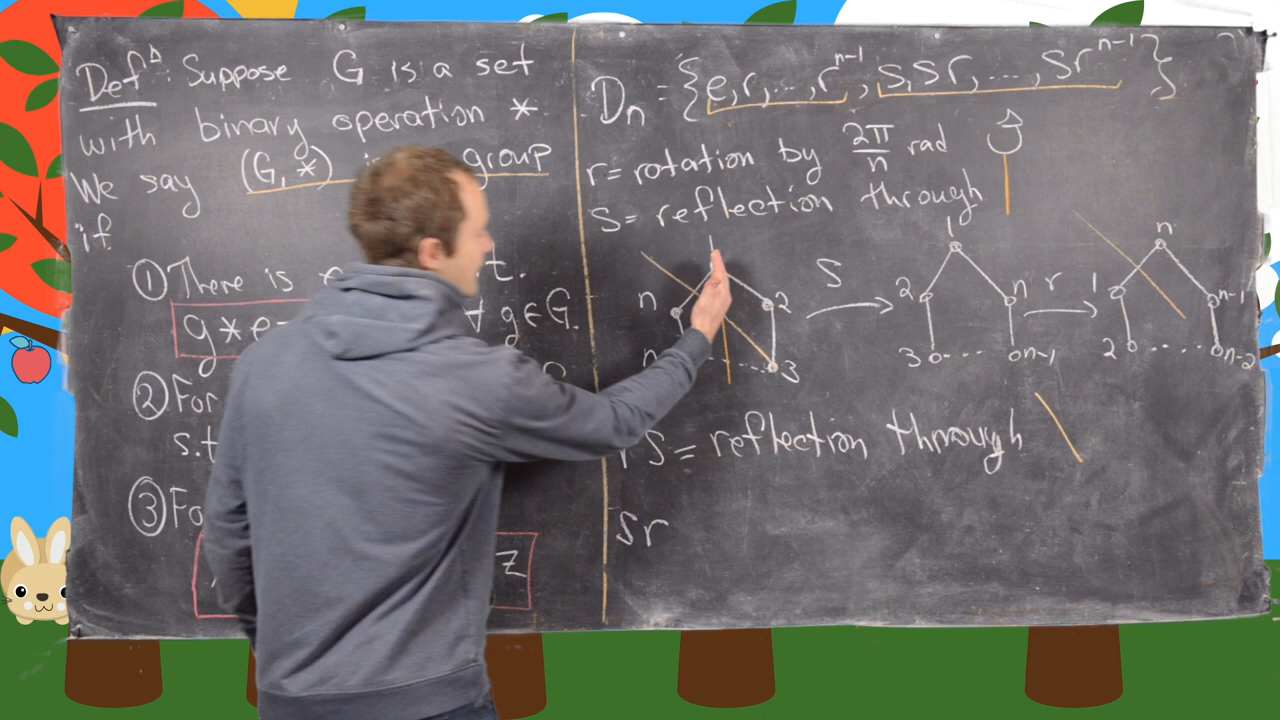 Def^Δ: Suppose G is a set
with binary operation *
We say (G, *) group
if
① There is
g * e ∀ g ∈ G.
② For
s.t
③ Fo
z
D_n = {e, r, ..., r^{n-1}, s, sr, ..., sr^{n-1}}
r = rotation by 2π/n rad
s = reflection through
1 n 2 n 3
s
1 2 n 3 n-1
r
n 1 n-1 2 n-2
s = reflection through
sr